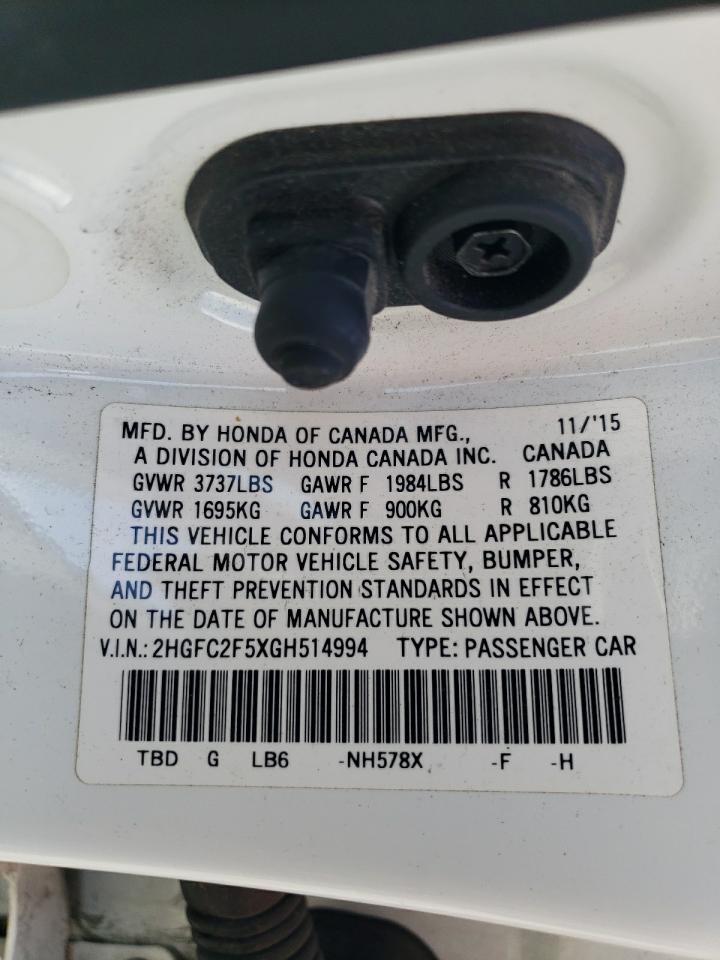 MFD. BY HONDA OF CANADA MFG., 11/'15
A DIVISION OF HONDA CANADA INC. CANADA
GVWR 3737LBS GAWR F 1984LBS R 1786LBS
GVWR 1695KG GAWR F 900KG R 810KG
THIS VEHICLE CONFORMS TO ALL APPLICABLE
FEDERAL MOTOR VEHICLE SAFETY, BUMPER,
AND THEFT PREVENTION STANDARDS IN EFFECT
ON THE DATE OF MANUFACTURE SHOWN ABOVE.
V.I.N.: 2HGFC2F5XGH514994 TYPE: PASSENGER CAR
TBD G LB6 -NH578X -F -H